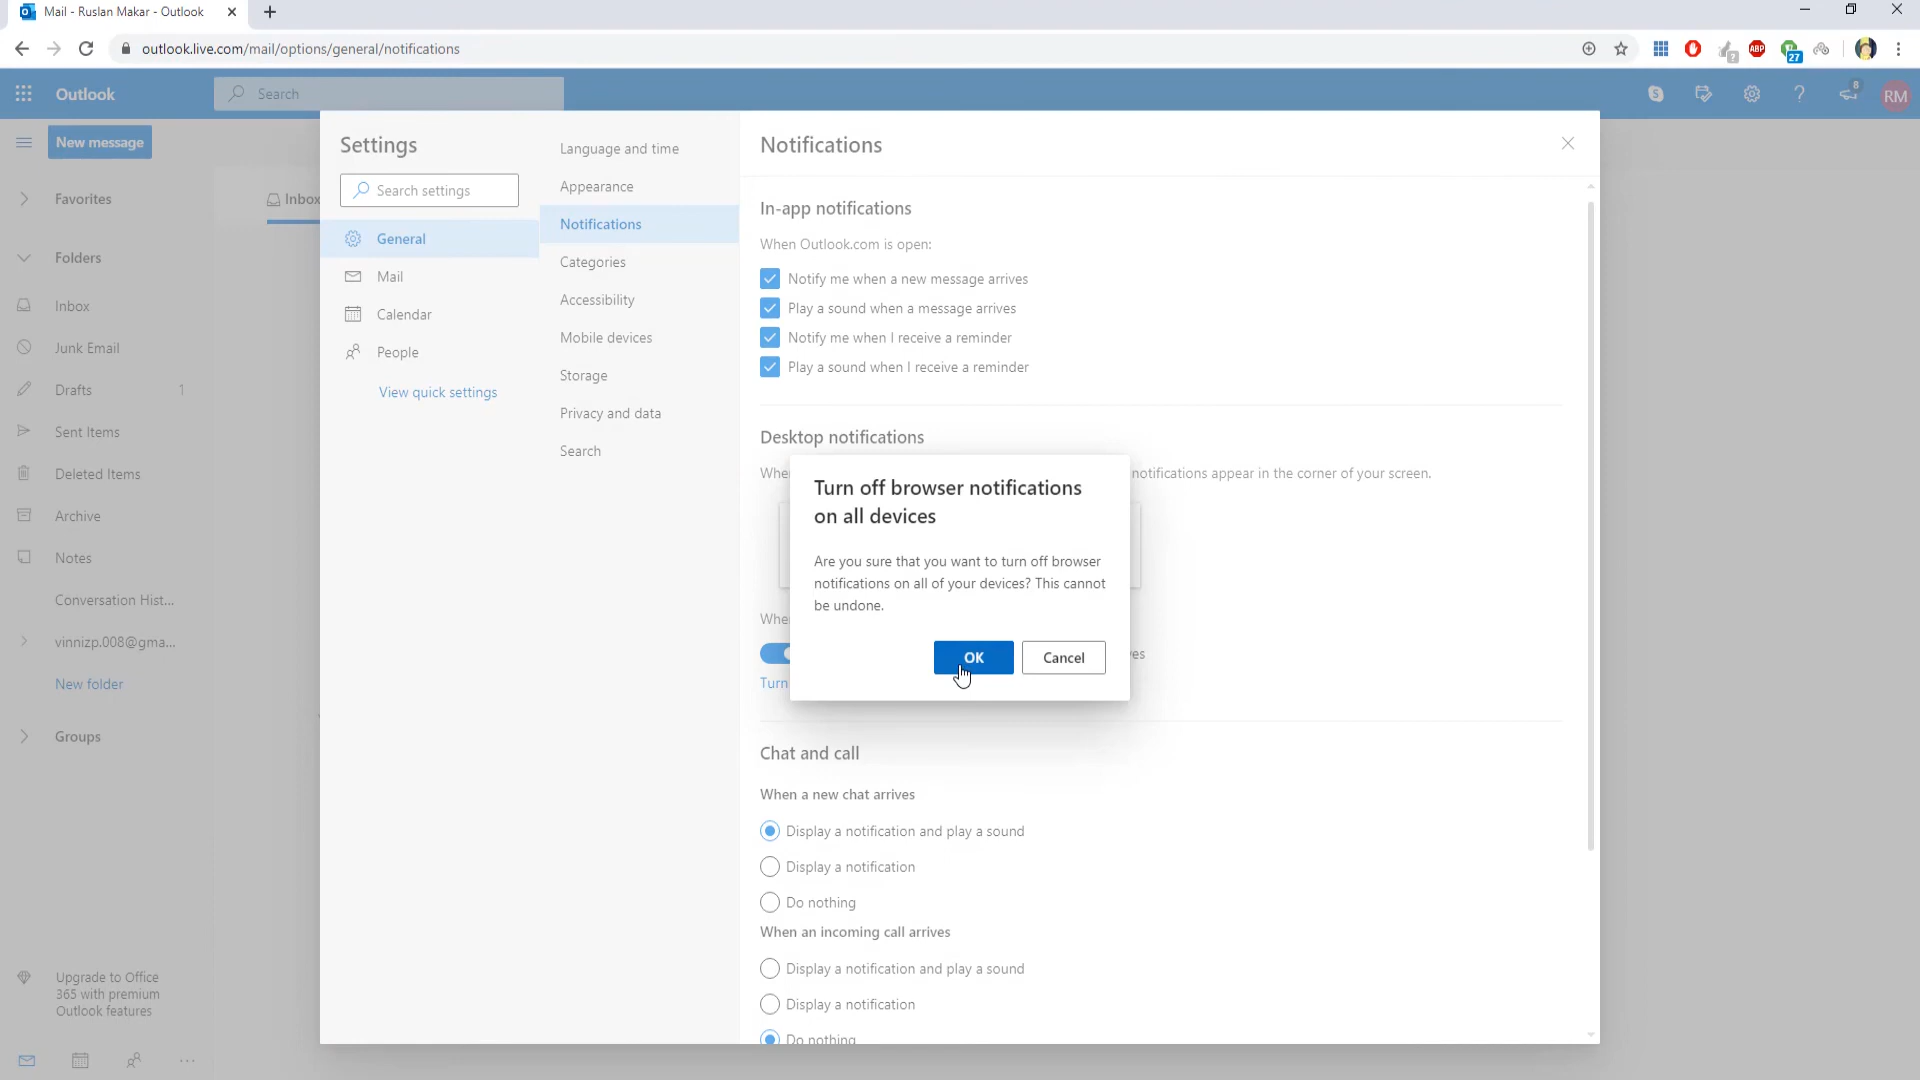 Mail - Ruslan Makar - Outlook
outlook.live.com/mail/options/general/notifications
ABP
27
Outlook
Search
8
RM
New message
Favorites
Folders
Inbox
Junk Email
Drafts 1
Sent Items
Deleted Items
Archive
Notes
Conversation Hist...
vinnizp.008@gma...
New folder
Groups
Upgrade to Office
365 with premium
Outlook features
Inbox
Settings
Search settings
General
Mail
Calendar
People
View quick settings
Language and time
Appearance
Notifications
Categories
Accessibility
Mobile devices
Storage
Privacy and data
Search
Notifications
In-app notifications
When Outlook.com is open:
Notify me when a new message arrives
Play a sound when a message arrives
Notify me when I receive a reminder
Play a sound when I receive a reminder
Desktop notifications
notifications appear in the corner of your screen.
Turn off browser notifications
on all devices
Are you sure that you want to turn off browser
notifications on all of your devices? This cannot
be undone.
OK Cancel
Turn
Chat and call
When a new chat arrives
Display a notification and play a sound
Display a notification
Do nothing
When an incoming call arrives
Display a notification and play a sound
Display a notification
Do nothing